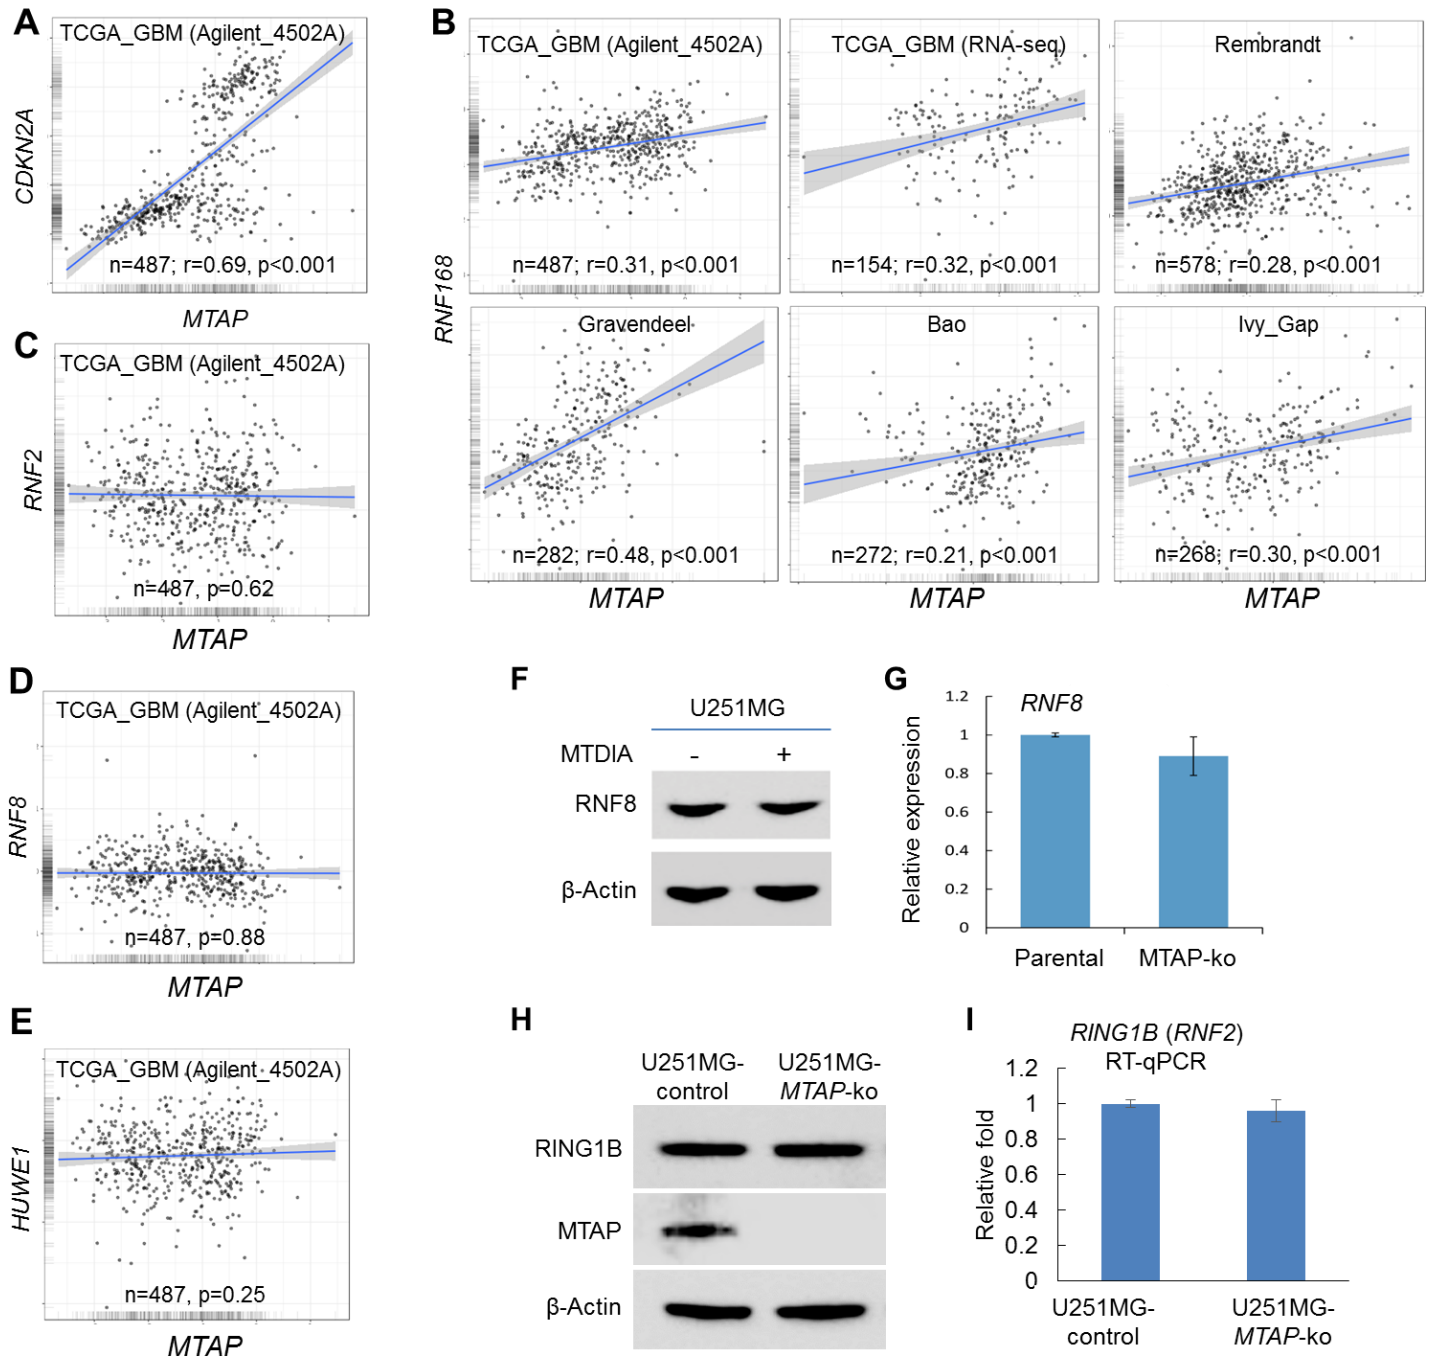 A
TCGA_GBM (Agilent_4502A)
CDKN2A
n=487; r=0.69, p<0.001
MTAP
B
RNF168
TCGA_GBM (Agilent_4502A)
n=487; r=0.31, p<0.001
TCGA_GBM (RNA-seq)
n=154; r=0.32, p<0.001
Rembrandt
n=578; r=0.28, p<0.001
Gravendeel
n=282; r=0.48, p<0.001
MTAP
Bao
n=272; r=0.21, p<0.001
MTAP
Ivy_Gap
n=268; r=0.30, p<0.001
MTAP
C
TCGA_GBM (Agilent_4502A)
RNF2
n=487, p=0.62
MTAP
D
TCGA_GBM (Agilent_4502A)
RNF8
n=487, p=0.88
MTAP
E
TCGA_GBM (Agilent_4502A)
HUWE1
n=487, p=0.25
MTAP
F
U251MG
MTDIA - +
RNF8
β-Actin
G
RNF8
Relative expression
1.2
1
0.8
0.6
0.4
0.2
0
Parental MTAP-ko
H
U251MG-control
U251MG-MTAP-ko
RING1B
MTAP
β-Actin
I
RING1B (RNF2)
RT-qPCR
Relative fold
1.2
1
0.8
0.6
0.4
0.2
0
U251MG-control
U251MG-MTAP-ko